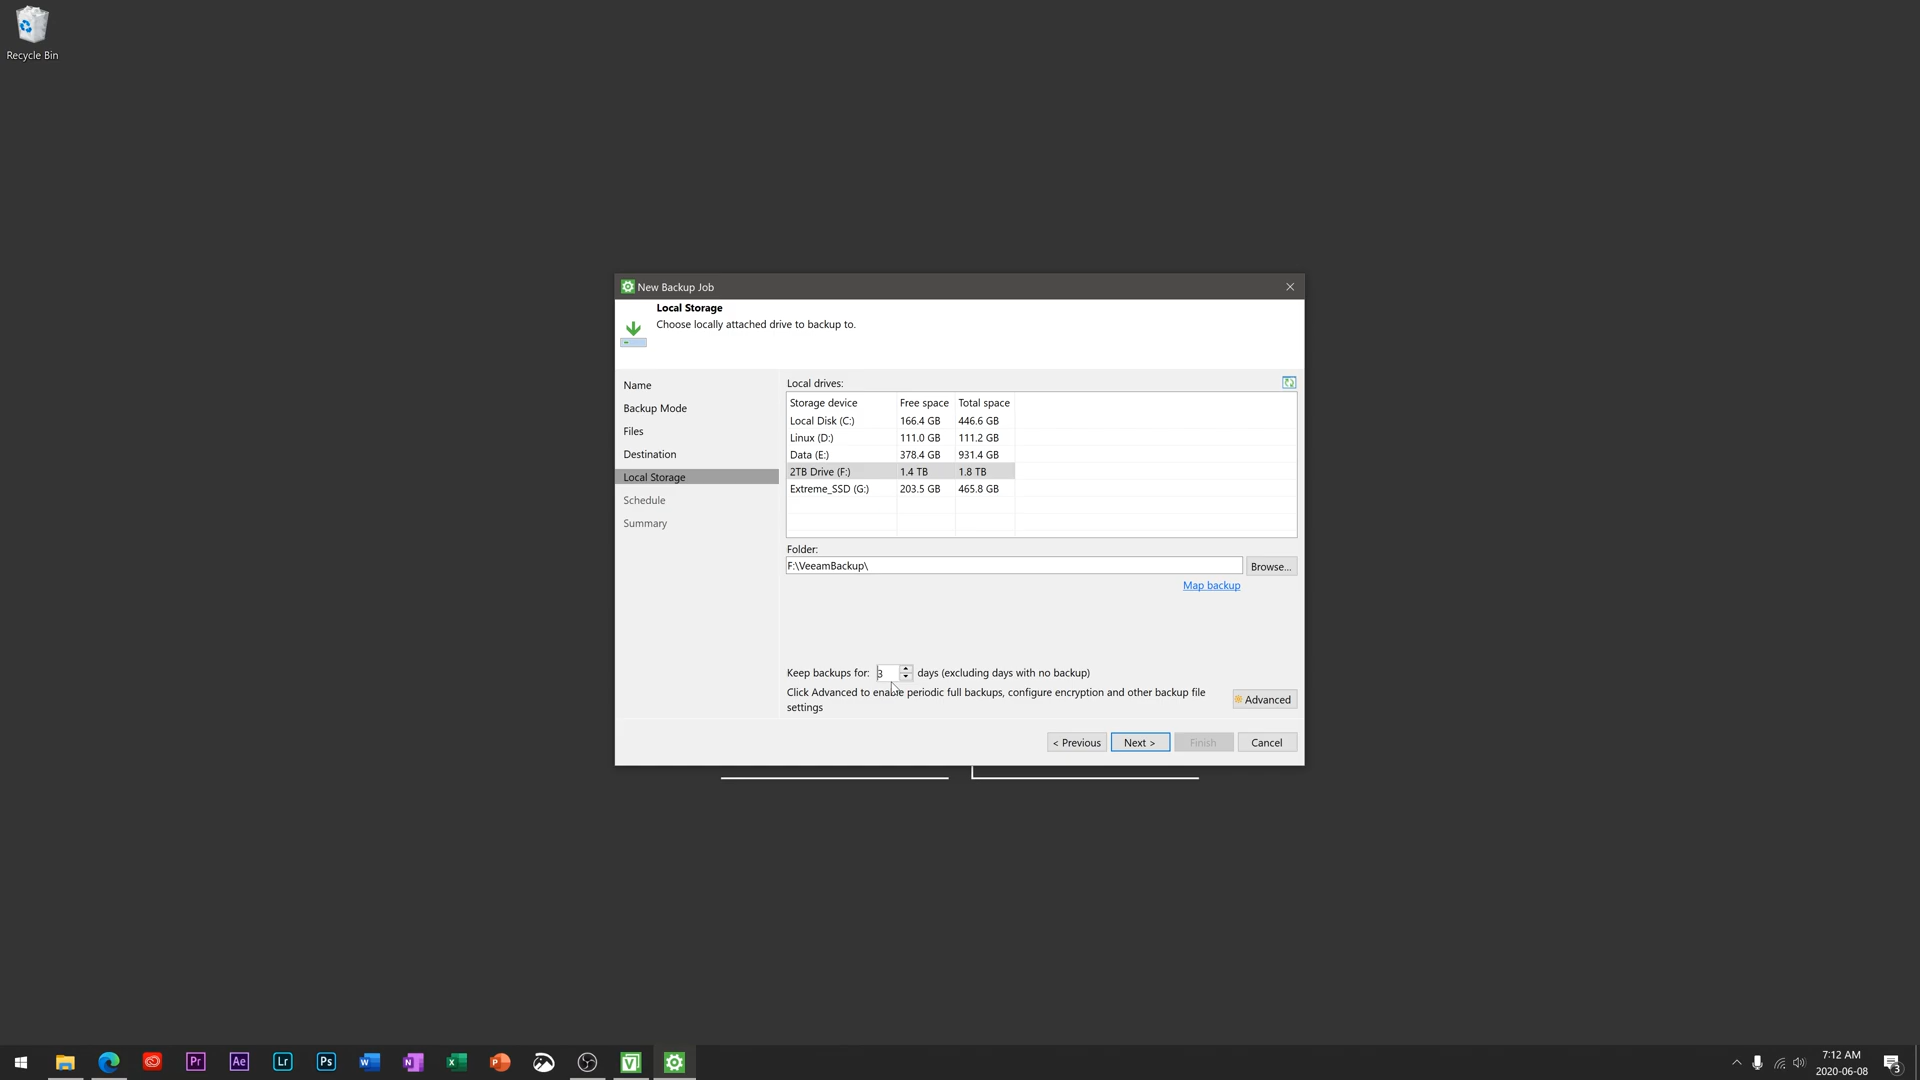 Recycle Bin
New Backup Job
Local Storage
Choose locally attached drive to backup to.
Name
Backup Mode
Files
Destination
Local Storage
Schedule
Summary
Local drives:
Storage device Free space Total space
Local Disk (C:) 166.4 GB 446.6 GB
Linux (D:) 111.0 GB 111.2 GB
Data (E:) 378.4 GB 931.4 GB
2TB Drive (F:) 1.4 TB 1.8 TB
Extreme_SSD (G:) 203.5 GB 465.8 GB
Folder:
F:\VeeamBackup\
Browse...
Map backup
Keep backups for: 3 days (excluding days with no backup)
Click Advanced to enable periodic full backups, configure encryption and other backup file
settings
Advanced
< Previous Next > Finish Cancel
Pr Ae Lr Ps W N X P V
7:12 AM
2020-06-08
3